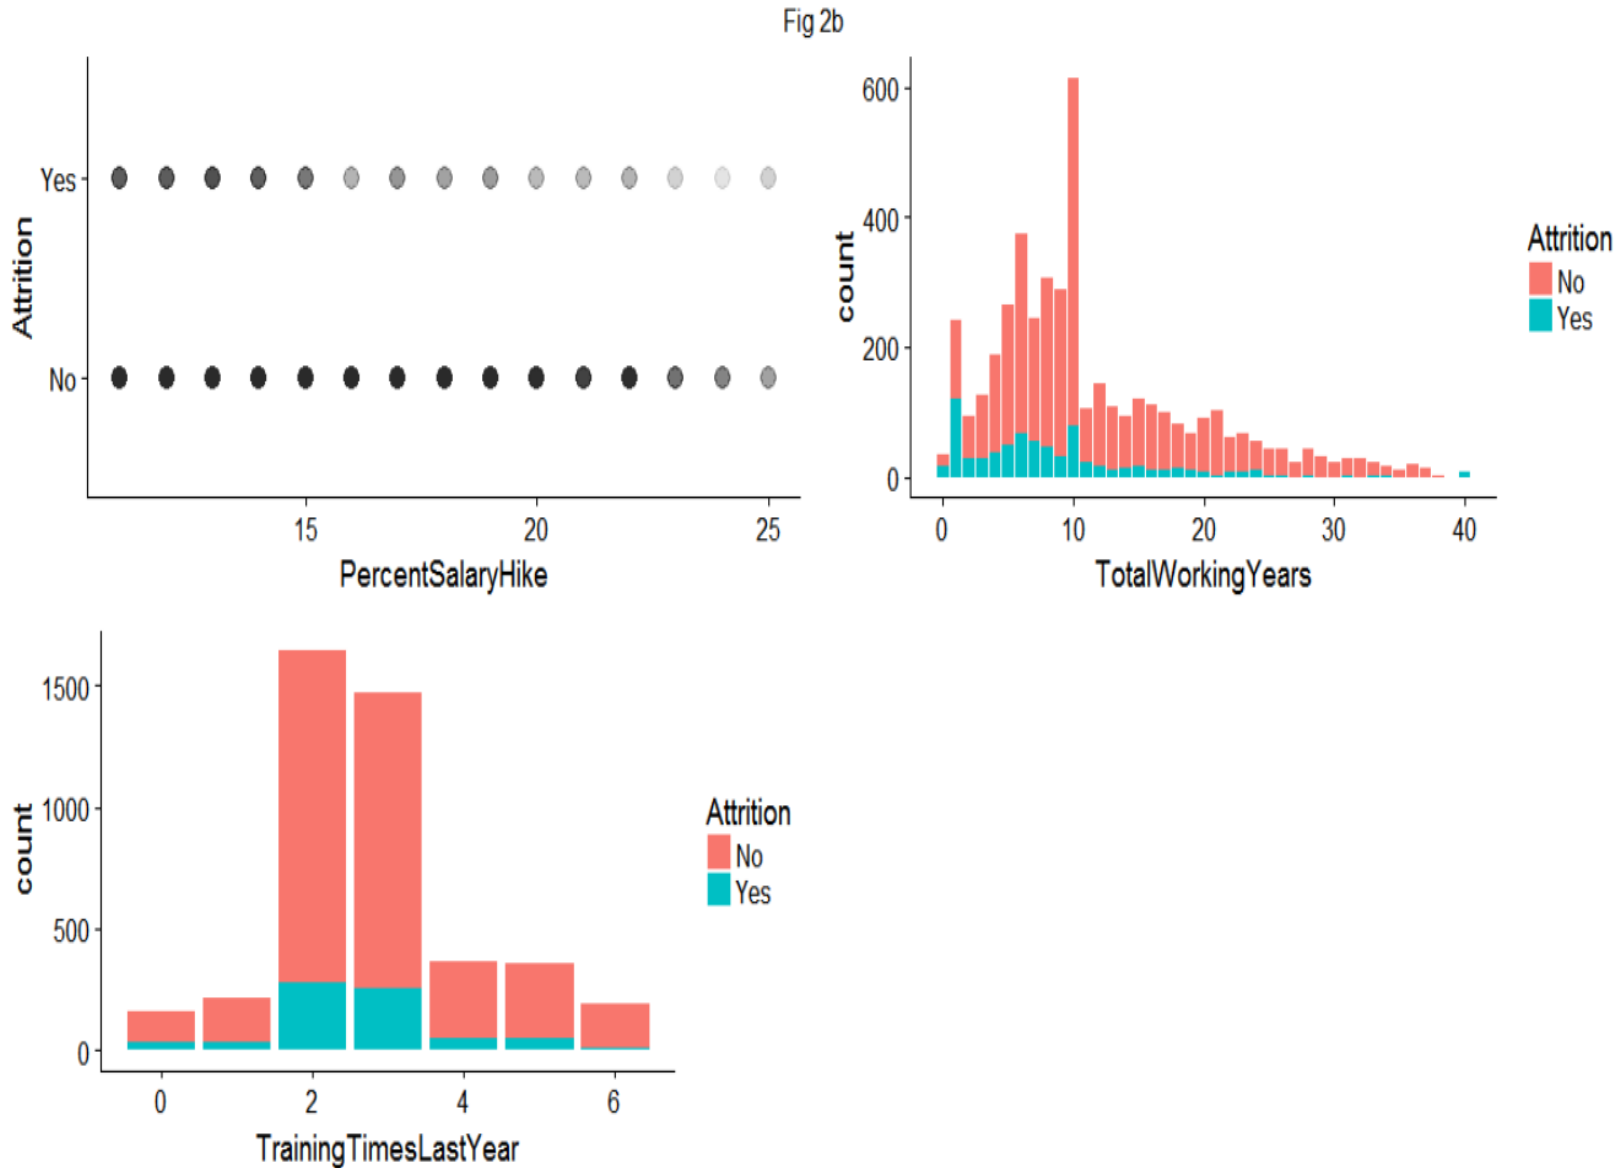 Fig 2b
Yes
No
Attrition
15 20 25
PercentSalaryHike
600
400
200
0
count
0 10 20 30 40
TotalWorkingYears
Attrition
No
Yes
1500
1000
500
0
count
0 2 4 6
TrainingTimesLastYear
Attrition
No
Yes